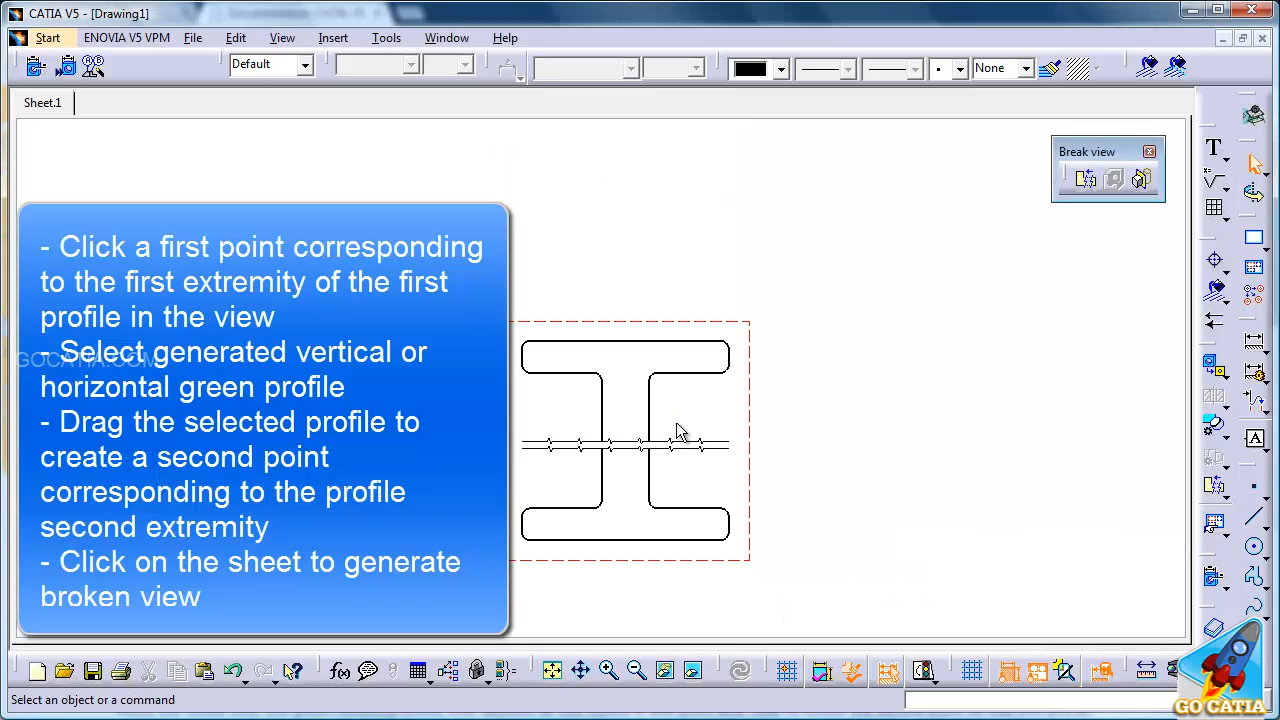 CATIA V5 - [Drawing1]
Start ENOVIA V5 VPM File Edit View Insert Tools Window Help
Default
None
Sheet.1
Break view
- Click a first point corresponding
to the first extremity of the first
profile in the view
- Select generated vertical or
horizontal green profile
- Drag the selected profile to
create a second point
corresponding to the profile
second extremity
- Click on the sheet to generate
broken view
GOCATIA.COM
Select an object or a command
GO CATIA